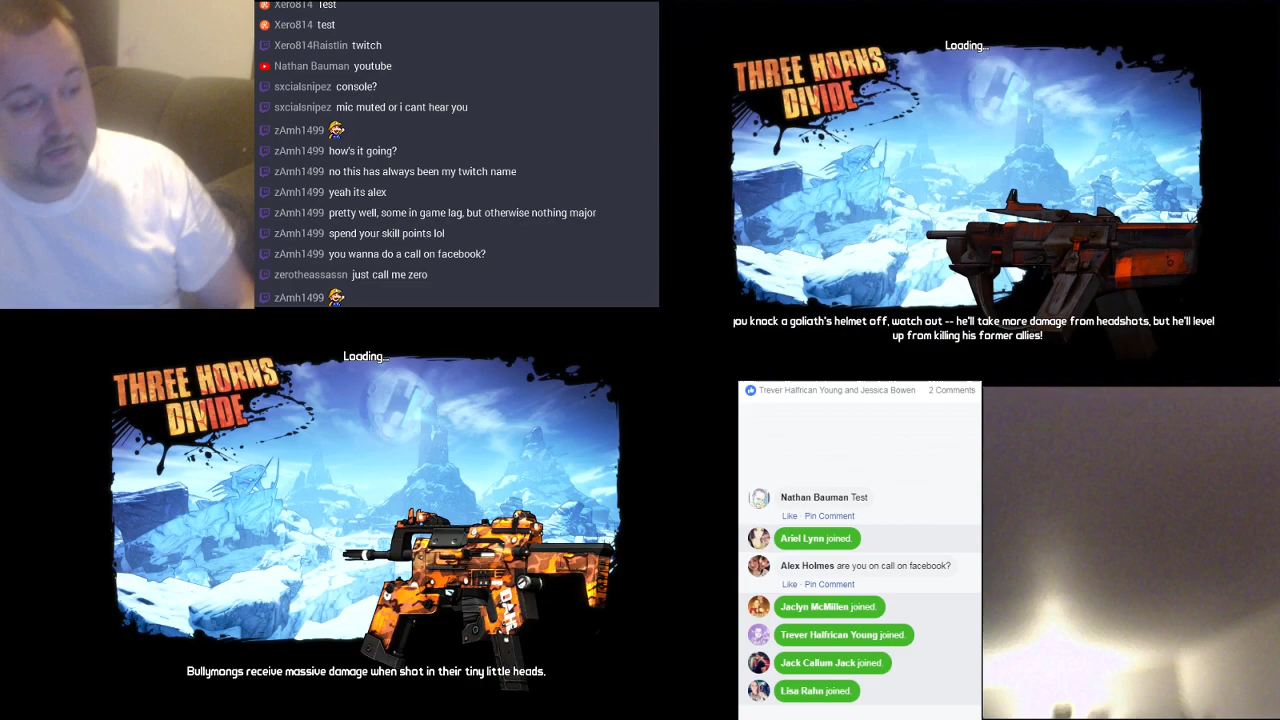 Xero814 Test
Xero814 test
Xero814Raistlin twitch
Nathan Bauman youtube
sxcialsnipez console?
sxcialsnipez mic muted or i cant hear you
zAmh1499
zAmh1499 how's it going?
zAmh1499 no this has always been my twitch name
zAmh1499 yeah its alex
zAmh1499 pretty well, some in game lag, but otherwise nothing major
zAmh1499 spend your skill points lol
zAmh1499 you wanna do a call on facebook?
zerotheassassn just call me zero
zAmh1499
Loading...
THREE HORNS
DIVIDE
you knock a goliath's helmet off, watch out -- he'll take more damage from headshots, but he'll level
up from killing his former allies!
Loading...
THREE HORNS
DIVIDE
Bullymongs receive massive damage when shot in their tiny little heads.
Trever Halfrican Young and Jessica Bowen 2 Comments
Nathan Bauman Test
Like · Pin Comment
Ariel Lynn joined.
Alex Holmes are you on call on facebook?
Like · Pin Comment
Jaclyn McMillen joined.
Trever Halfrican Young joined.
Jack Callum Jack joined.
Lisa Rahn joined.